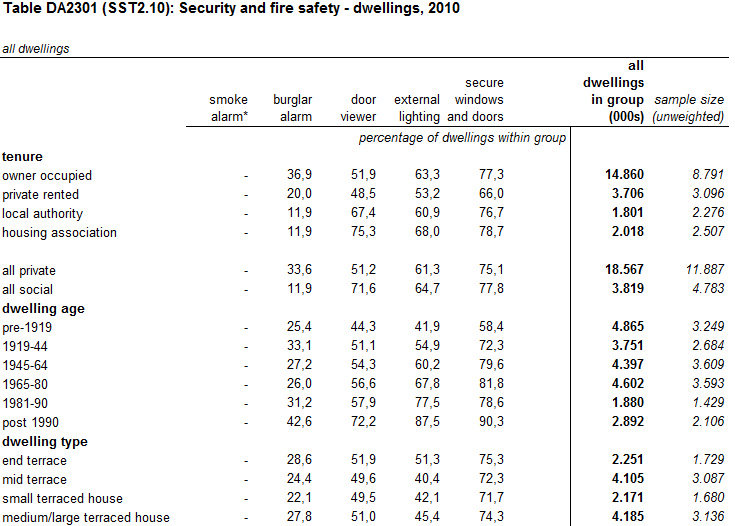 Table DA2301 (SST2.10): Security and fire safety - dwellings, 2010
all dwellings
smoke alarm* burglar alarm door viewer external lighting secure windows and doors all dwellings in group (000s) sample size (unweighted)
percentage of dwellings within group
tenure
owner occupied - 36,9 51,9 63,3 77,3 14.860 8.791
private rented - 20,0 48,5 53,2 66,0 3.706 3.096
local authority - 11,9 67,4 60,9 76,7 1.801 2.276
housing association - 11,9 75,3 68,0 78,7 2.018 2.507
all private - 33,6 51,2 61,3 75,1 18.567 11.887
all social - 11,9 71,6 64,7 77,8 3.819 4.783
dwelling age
pre-1919 - 25,4 44,3 41,9 58,4 4.865 3.249
1919-44 - 33,1 51,1 54,9 72,3 3.751 2.684
1945-64 - 27,2 54,3 60,2 79,6 4.397 3.609
1965-80 - 26,0 56,6 67,8 81,8 4.602 3.593
1981-90 - 31,2 57,9 77,5 78,6 1.880 1.429
post 1990 - 42,6 72,2 87,5 90,3 2.892 2.106
dwelling type
end terrace - 28,6 51,9 51,3 75,3 2.251 1.729
mid terrace - 24,4 49,6 40,4 72,3 4.105 3.087
small terraced house - 22,1 49,5 42,1 71,7 2.171 1.680
medium/large terraced house - 27,8 51,0 45,4 74,3 4.185 3.136